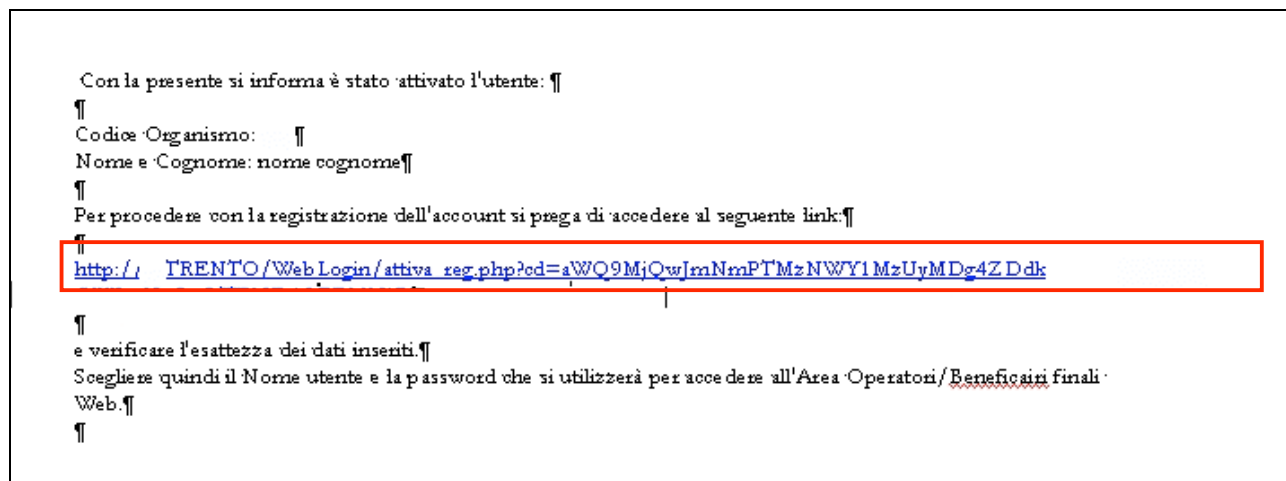 Con la presente si informa è stato attivato l'utente: ¶
¶
Codice Organismo: ¶
Nome e Cognome: nome cognome¶
¶
Per procedere con la registrazione dell'account si prega di accedere al seguente link:¶
¶
http:// TRENTO/WebLogin/attiva_reg.php?cd=aWQ9MjQwJmNmPTMzNWY1MzUyMDg4ZDdk
¶
e verificare l'esattezza dei dati inseriti.¶
Scegliere quindi il Nome utente e la password che si utilizzerà per accedere all'Area Operatori/Beneficairi finali
Web.¶
¶